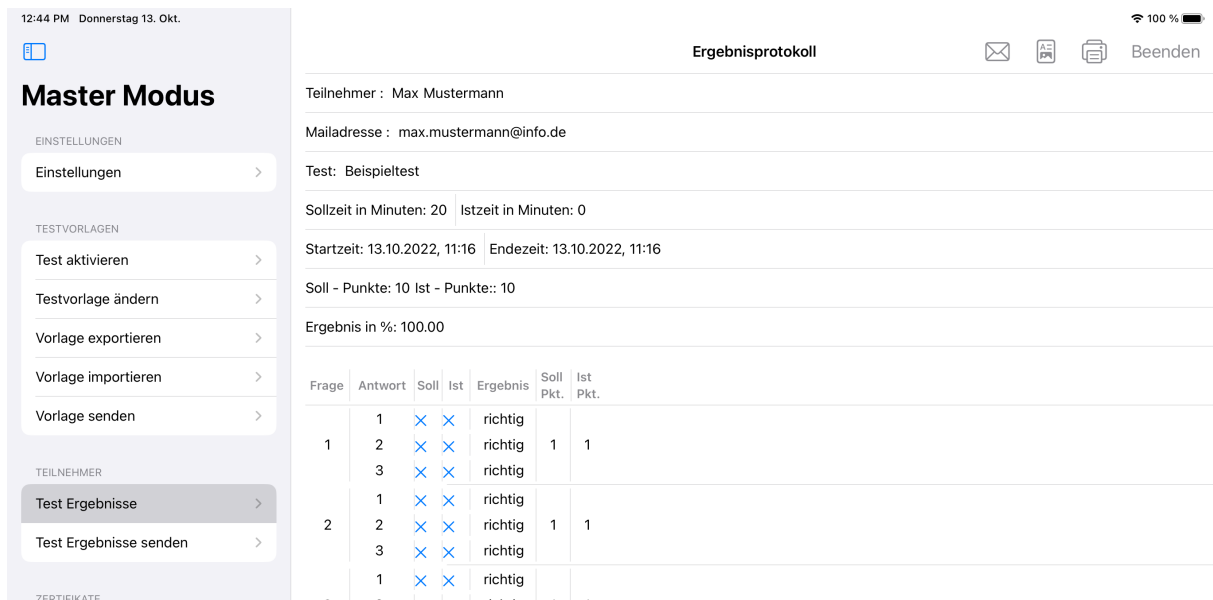 12:44 PM Donnerstag 13. Okt.
100 %
Master Modus
EINSTELLUNGEN
Einstellungen
TESTVORLAGEN
Test aktivieren
Testvorlage ändern
Vorlage exportieren
Vorlage importieren
Vorlage senden
TEILNEHMER
Test Ergebnisse
Test Ergebnisse senden
ZERTIFIKATE
Ergebnisprotokoll
Beenden
Teilnehmer : Max Mustermann
Mailadresse : max.mustermann@info.de
Test: Beispieltest
Sollzeit in Minuten: 20 Istzeit in Minuten: 0
Startzeit: 13.10.2022, 11:16 Endezeit: 13.10.2022, 11:16
Soll - Punkte: 10 Ist - Punkte:: 10
Ergebnis in %: 100.00
Frage Antwort Soll Ist Ergebnis Soll Pkt. Ist Pkt.
1 richtig
1 2 richtig 1 1
3 richtig
1 richtig
2 2 richtig 1 1
3 richtig
1 richtig